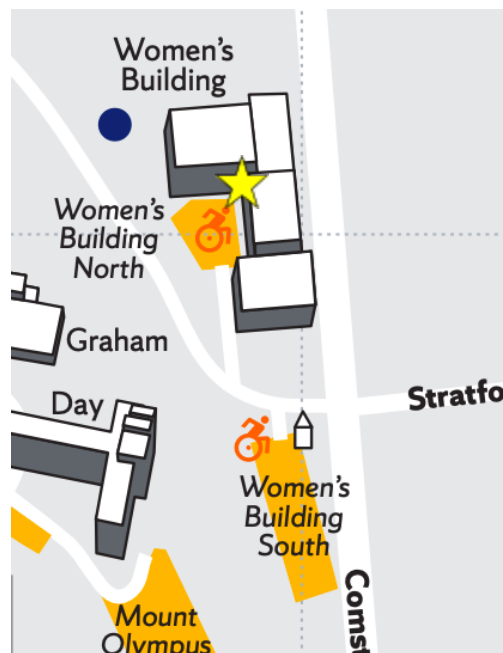 Women's
Building
Women's
Building
North
Graham
Day
Stratfo
Women's
Building
South
Comst
Mount
Olympus